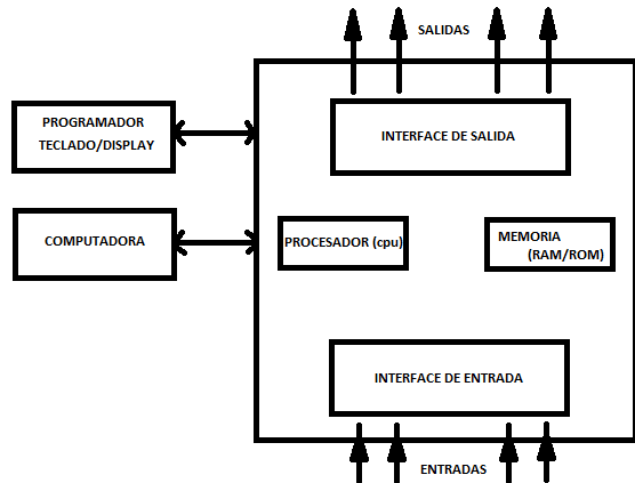 SALIDAS
PROGRAMADOR
TECLADO/DISPLAY
INTERFACE DE SALIDA
COMPUTADORA
PROCESADOR (cpu)
MEMORIA
(RAM/ROM)
INTERFACE DE ENTRADA
ENTRADAS